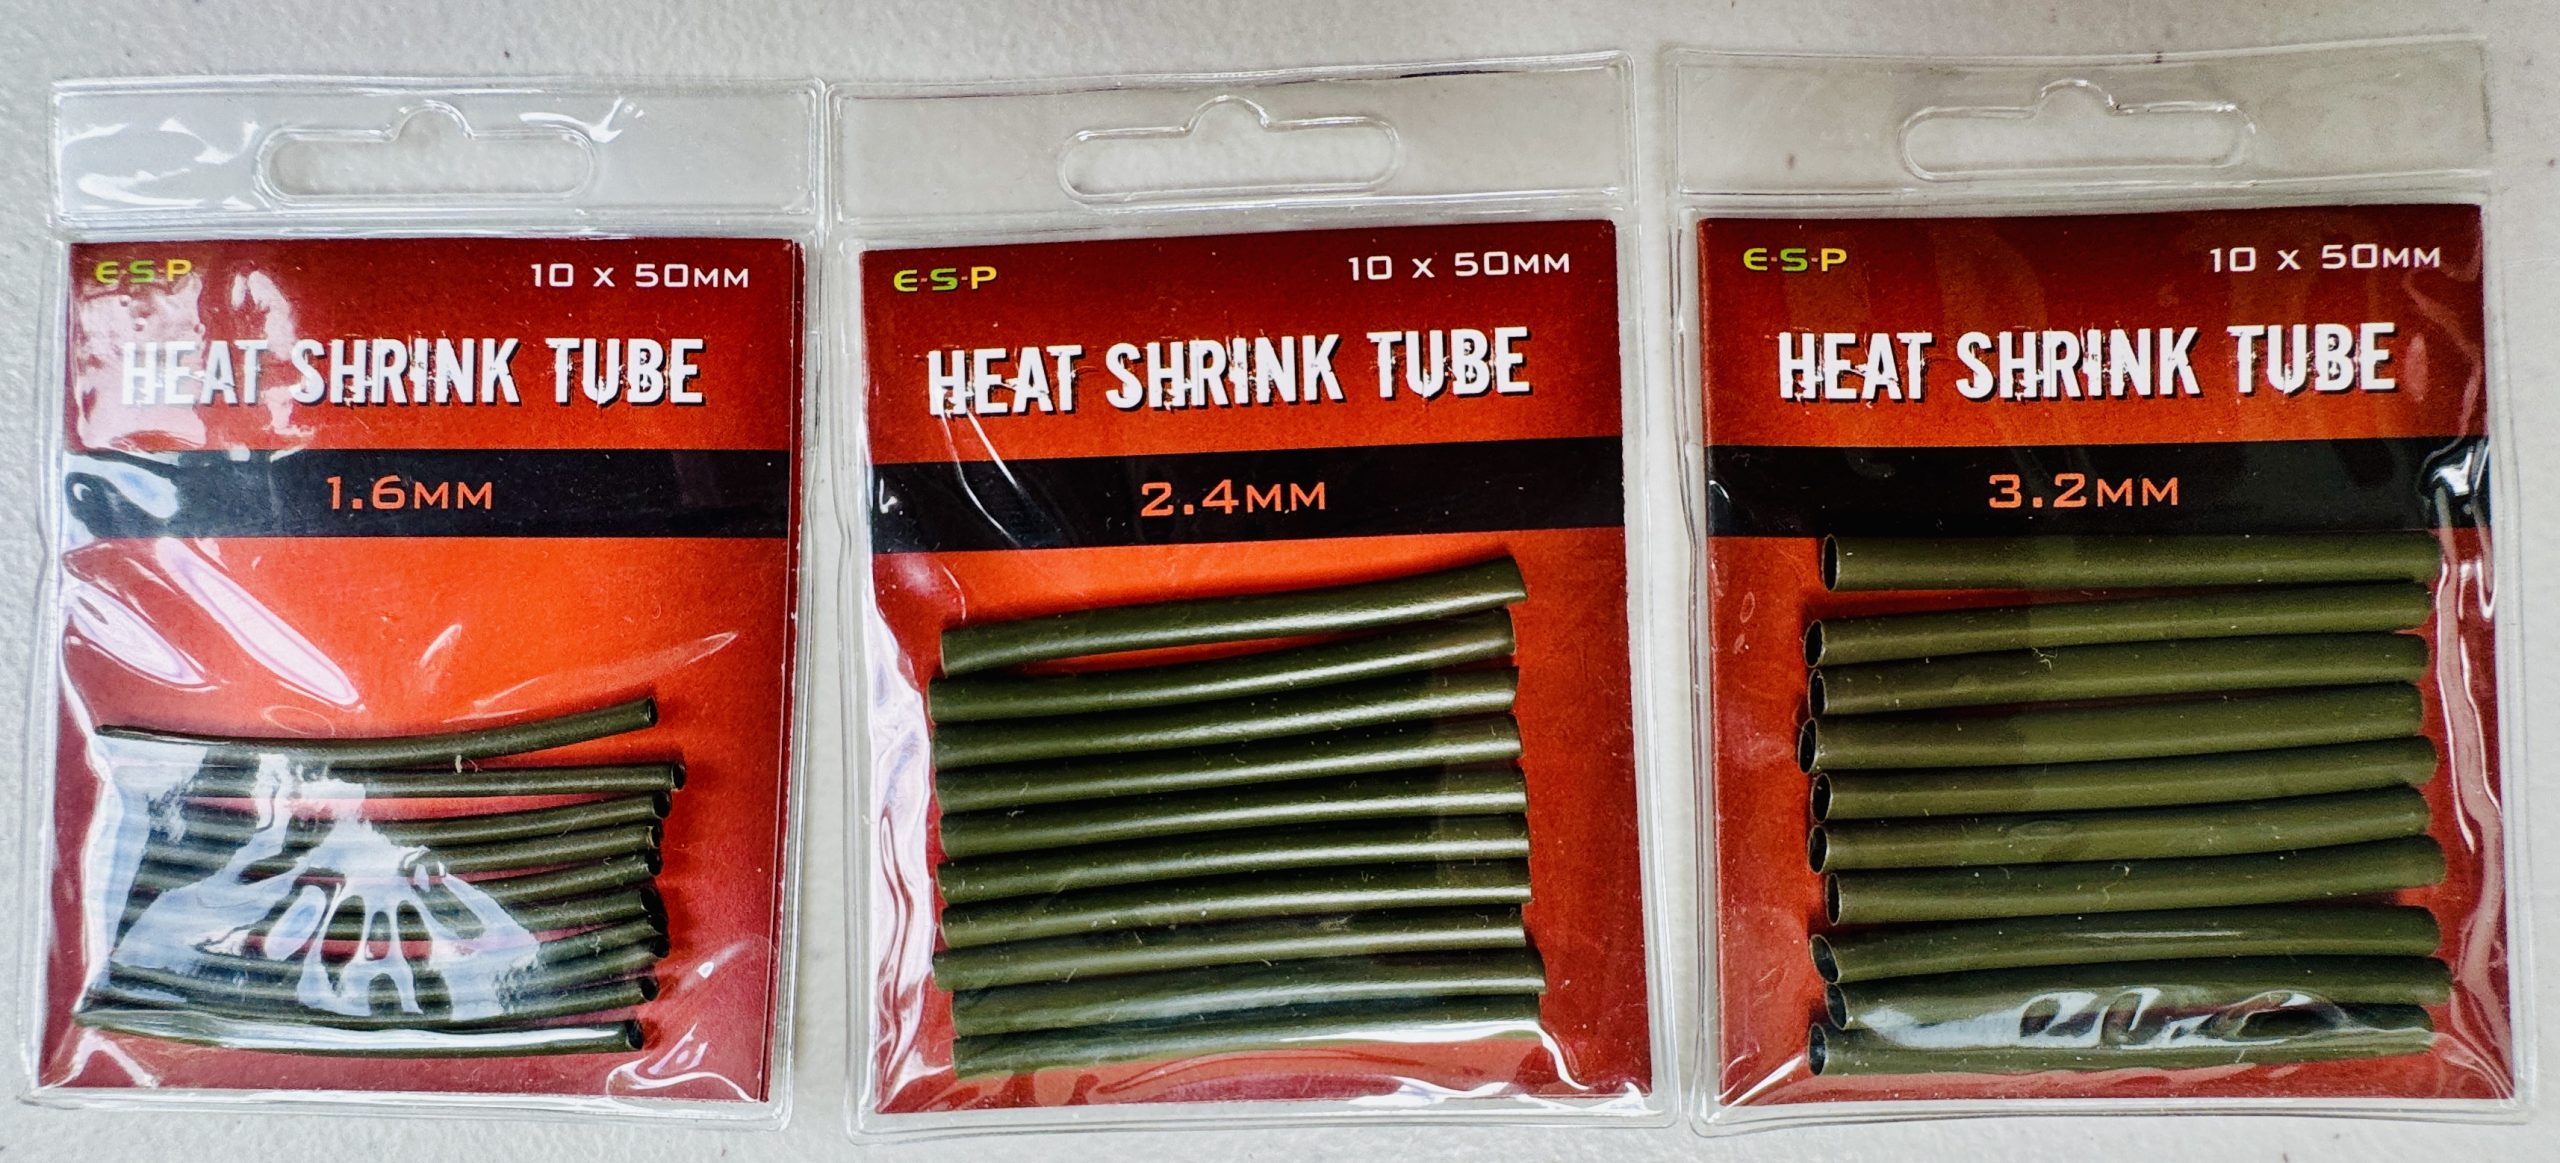 E-S-P
10 x 50MM
HEAT SHRINK TUBE
1.6MM
E-S-P
10 x 50MM
HEAT SHRINK TUBE
2.4MM
E-S-P
10 x 50MM
HEAT SHRINK TUBE
3.2MM